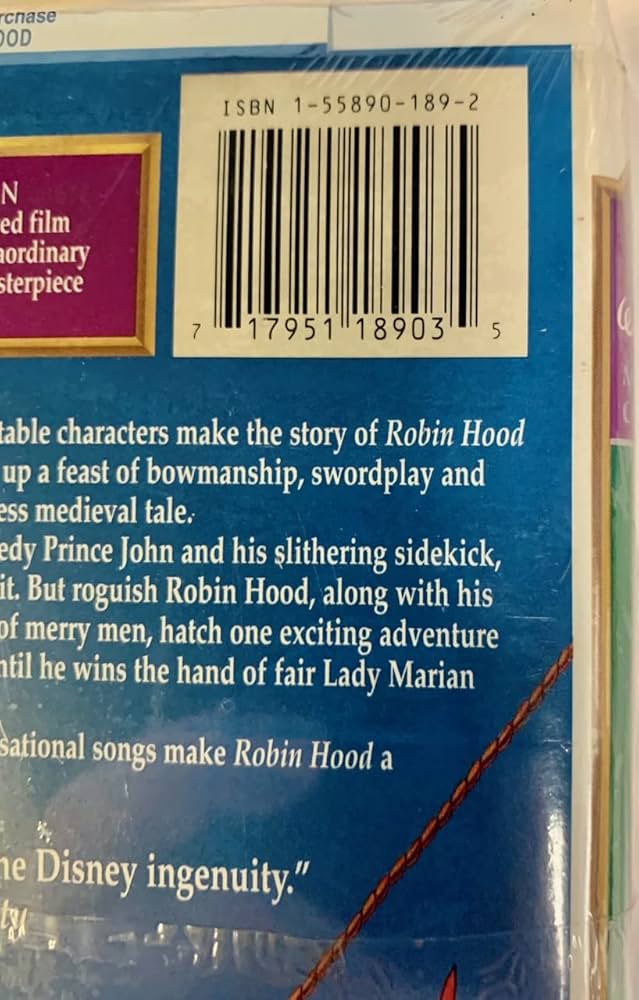 rchase
OOD
ISBN 1-55890-189-2
N
ed film
aordinary
sterpiece
7 17951 18903 5
table characters make the story of Robin Hood
up a feast of bowmanship, swordplay and
ess medieval tale.
edy Prince John and his slithering sidekick,
it. But roguish Robin Hood, along with his
of merry men, hatch one exciting adventure
ntil he wins the hand of fair Lady Marian
sational songs make Robin Hood a
ne Disney ingenuity.”